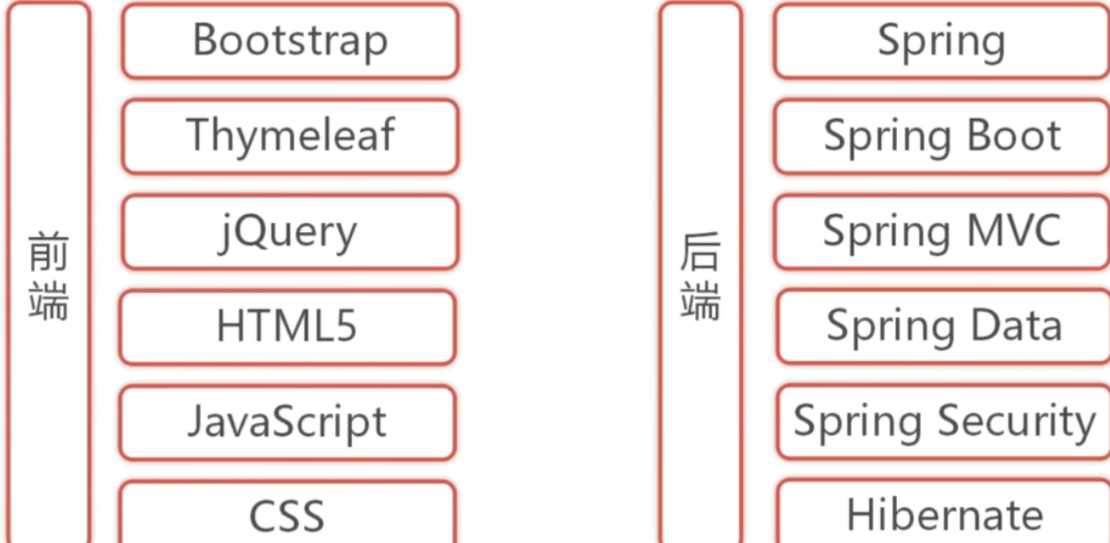 前端
Bootstrap
Thymeleaf
jQuery
HTML5
JavaScript
CSS
后端
Spring
Spring Boot
Spring MVC
Spring Data
Spring Security
Hibernate